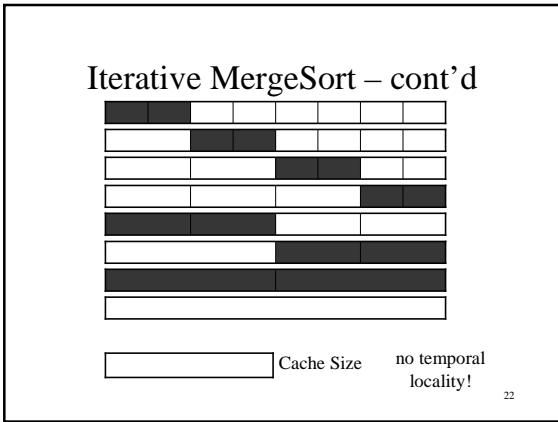 Iterative MergeSort – cont’d
Cache Size
no temporal
locality!
22